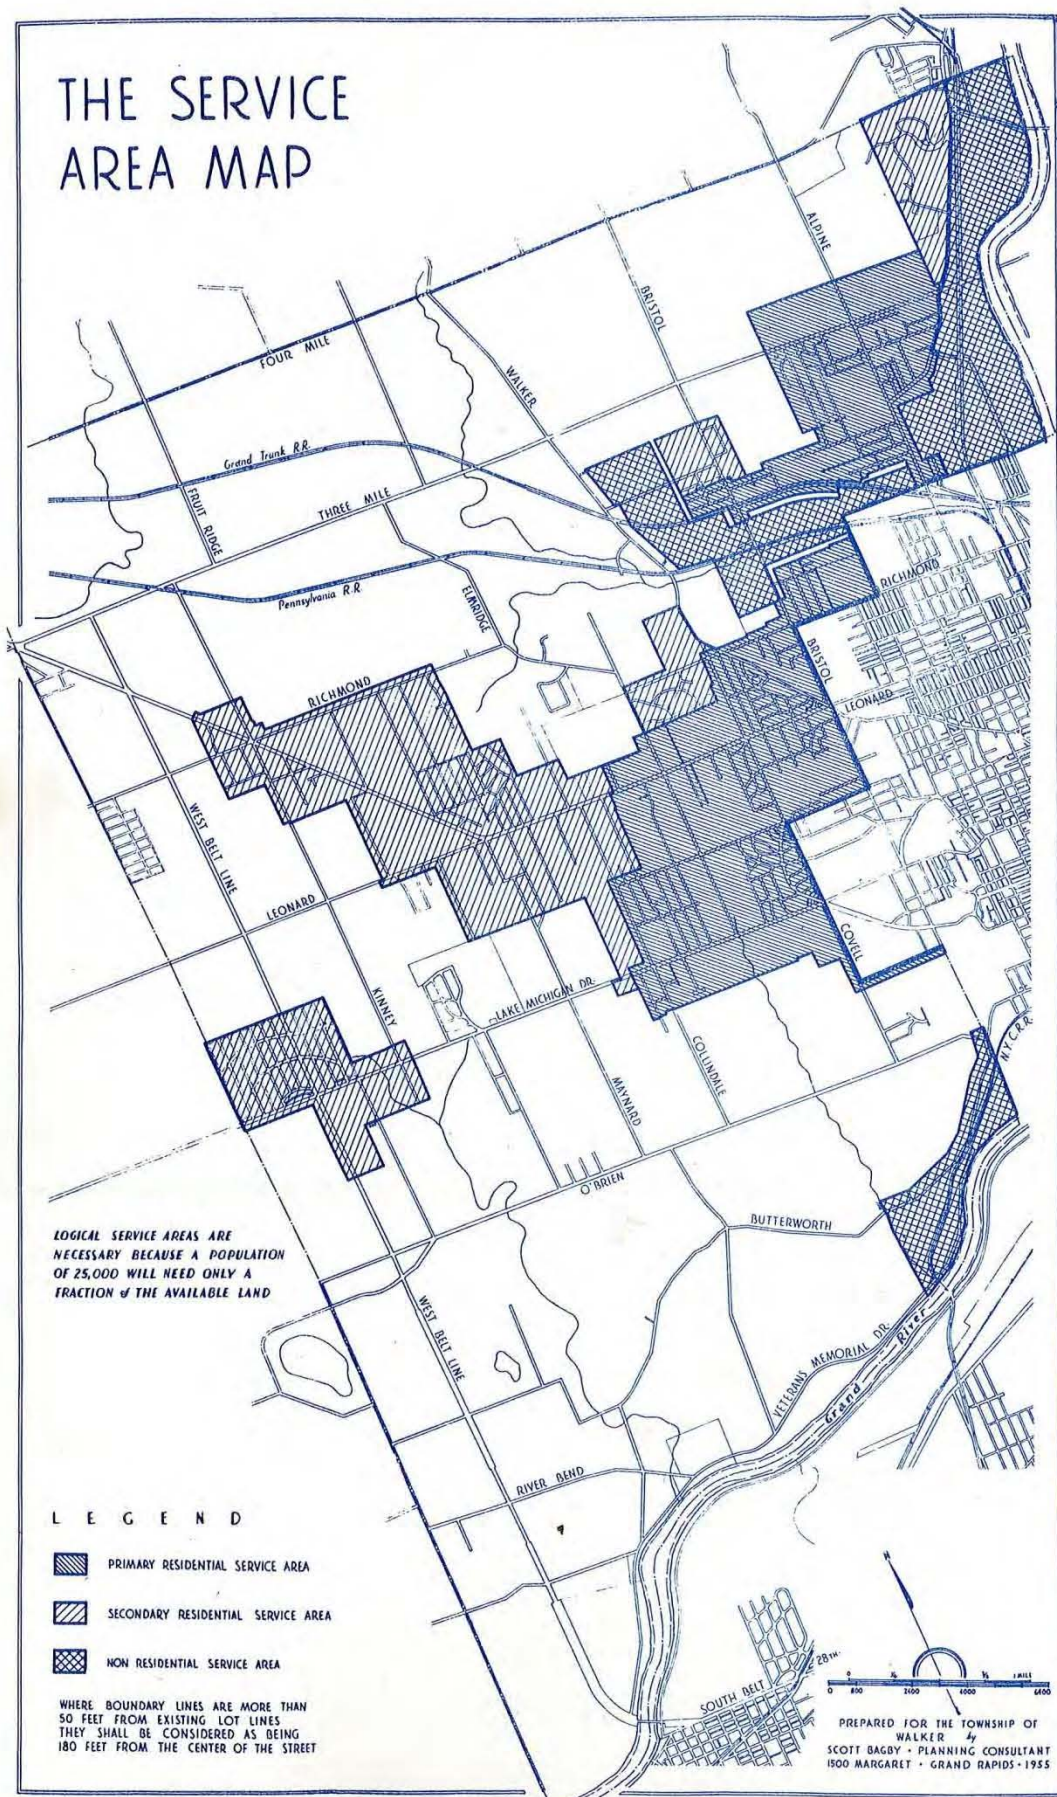 THE SERVICE
AREA MAP
ALPINE
BRISTOL
FOUR MILE
WALKER
Grand Trunk R.R.
FRUIT RIDGE
THREE MILE
RICHMOND
Pennsylvania R.R.
ELMRIDGE
BRISTOL
RICHMOND
LEONARD
WEST BELT LINE
LEONARD
COVELL
KINNEY
LAKE MICHIGAN DR.
N.Y.C.R.R.
COLLINDALE
MAYNARD
O'BRIEN
BUTTERWORTH
LOGICAL SERVICE AREAS ARE
NECESSARY BECAUSE A POPULATION
OF 25,000 WILL NEED ONLY A
FRACTION of THE AVAILABLE LAND
WEST BELT LINE
VETERANS MEMORIAL DR.
Grand River
RIVER BEND
LEGEND
PRIMARY RESIDENTIAL SERVICE AREA
SECONDARY RESIDENTIAL SERVICE AREA
NON RESIDENTIAL SERVICE AREA
WHERE BOUNDARY LINES ARE MORE THAN
50 FEET FROM EXISTING LOT LINES
THEY SHALL BE CONSIDERED AS BEING
180 FEET FROM THE CENTER OF THE STREET
N
28TH.
SOUTH BELT
0 1 MILE
0 800 4000 6600
PREPARED FOR THE TOWNSHIP OF
WALKER by
SCOTT BAGBY · PLANNING CONSULTANT
1500 MARGARET · GRAND RAPIDS · 1955